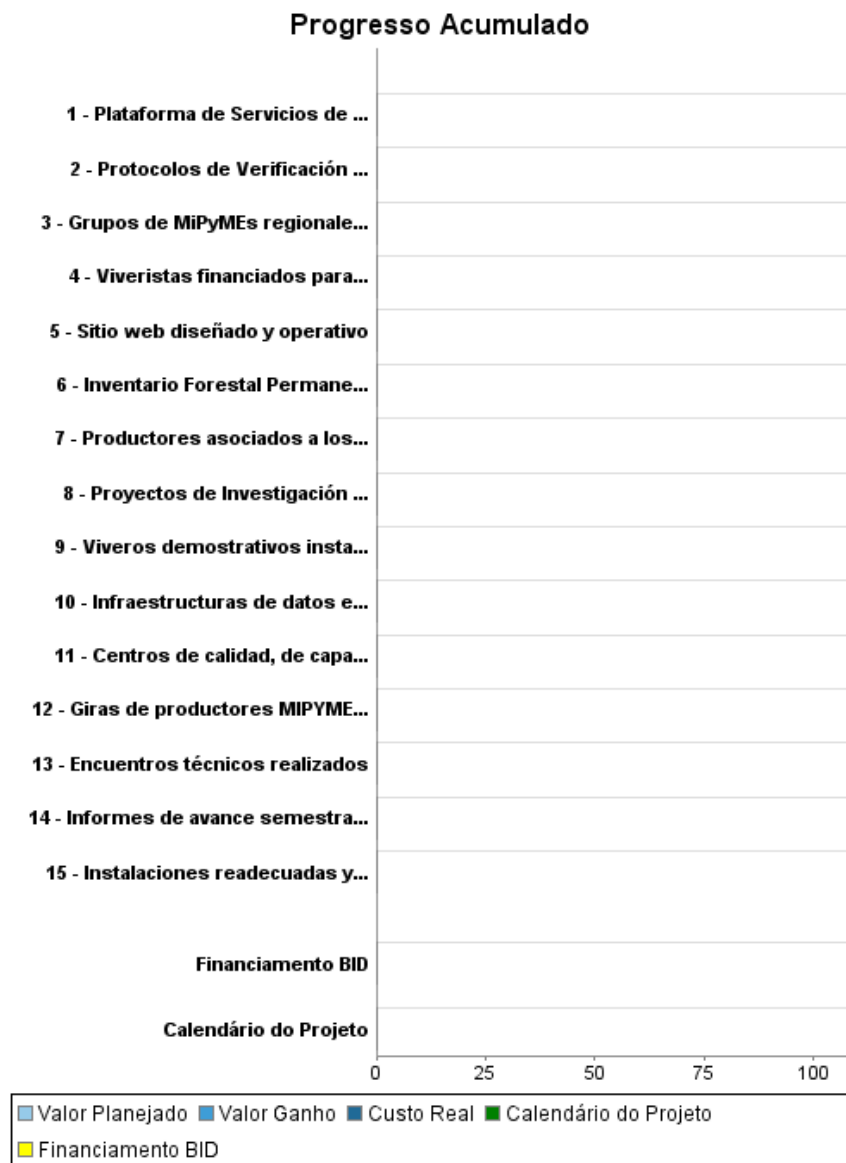 Progresso Acumulado
1 - Plataforma de Servicios de ...
2 - Protocolos de Verificación ...
3 - Grupos de MiPyMEs regionale...
4 - Viveristas financiados para...
5 - Sitio web diseñado y operativo
6 - Inventario Forestal Permane...
7 - Productores asociados a los...
8 - Proyectos de Investigación ...
9 - Viveros demostrativos insta...
10 - Infraestructuras de datos e...
11 - Centros de calidad, de capa...
12 - Giras de productores MIPYME...
13 - Encuentros técnicos realizados
14 - Informes de avance semestra...
15 - Instalaciones readecuadas y...
Financiamento BID
Calendário do Projeto
0 25 50 75 100
Valor Planejado Valor Ganho Custo Real Calendário do Projeto
Financiamento BID